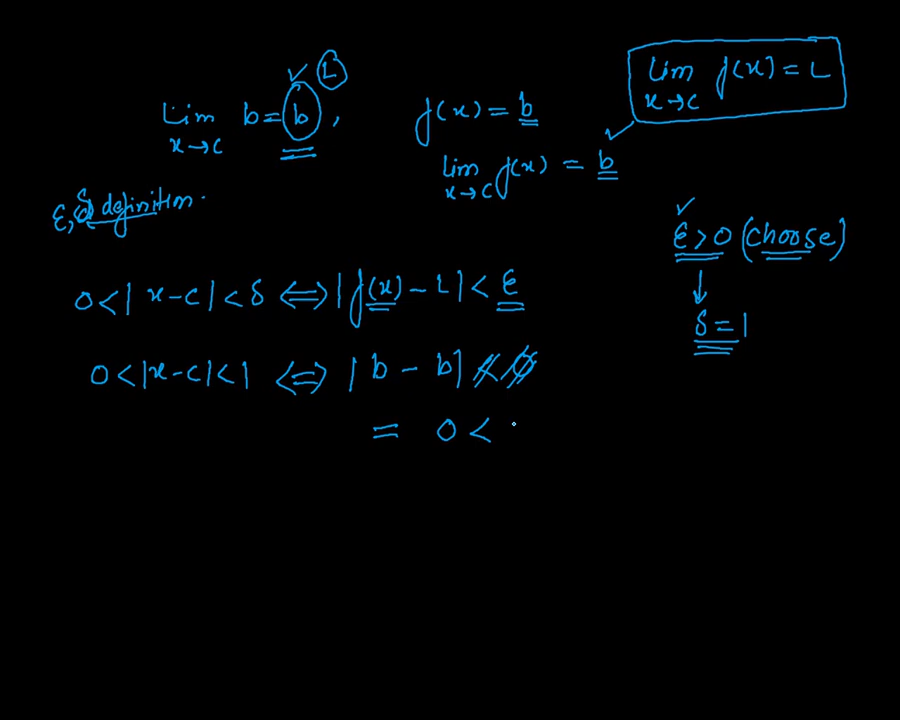 Lim x→c b = b, ✓ L
f(x) = b
lim x→c f(x) = b ✓
lim x→c f(x) = L
ε, δ definition.
ε > 0 (choose) ✓
↓
δ = 1
0 < | x - c | < δ ⇔ | f(x) - L | < ε
0 < | x - c | < 1 ⇔ | b - b |
= 0 <